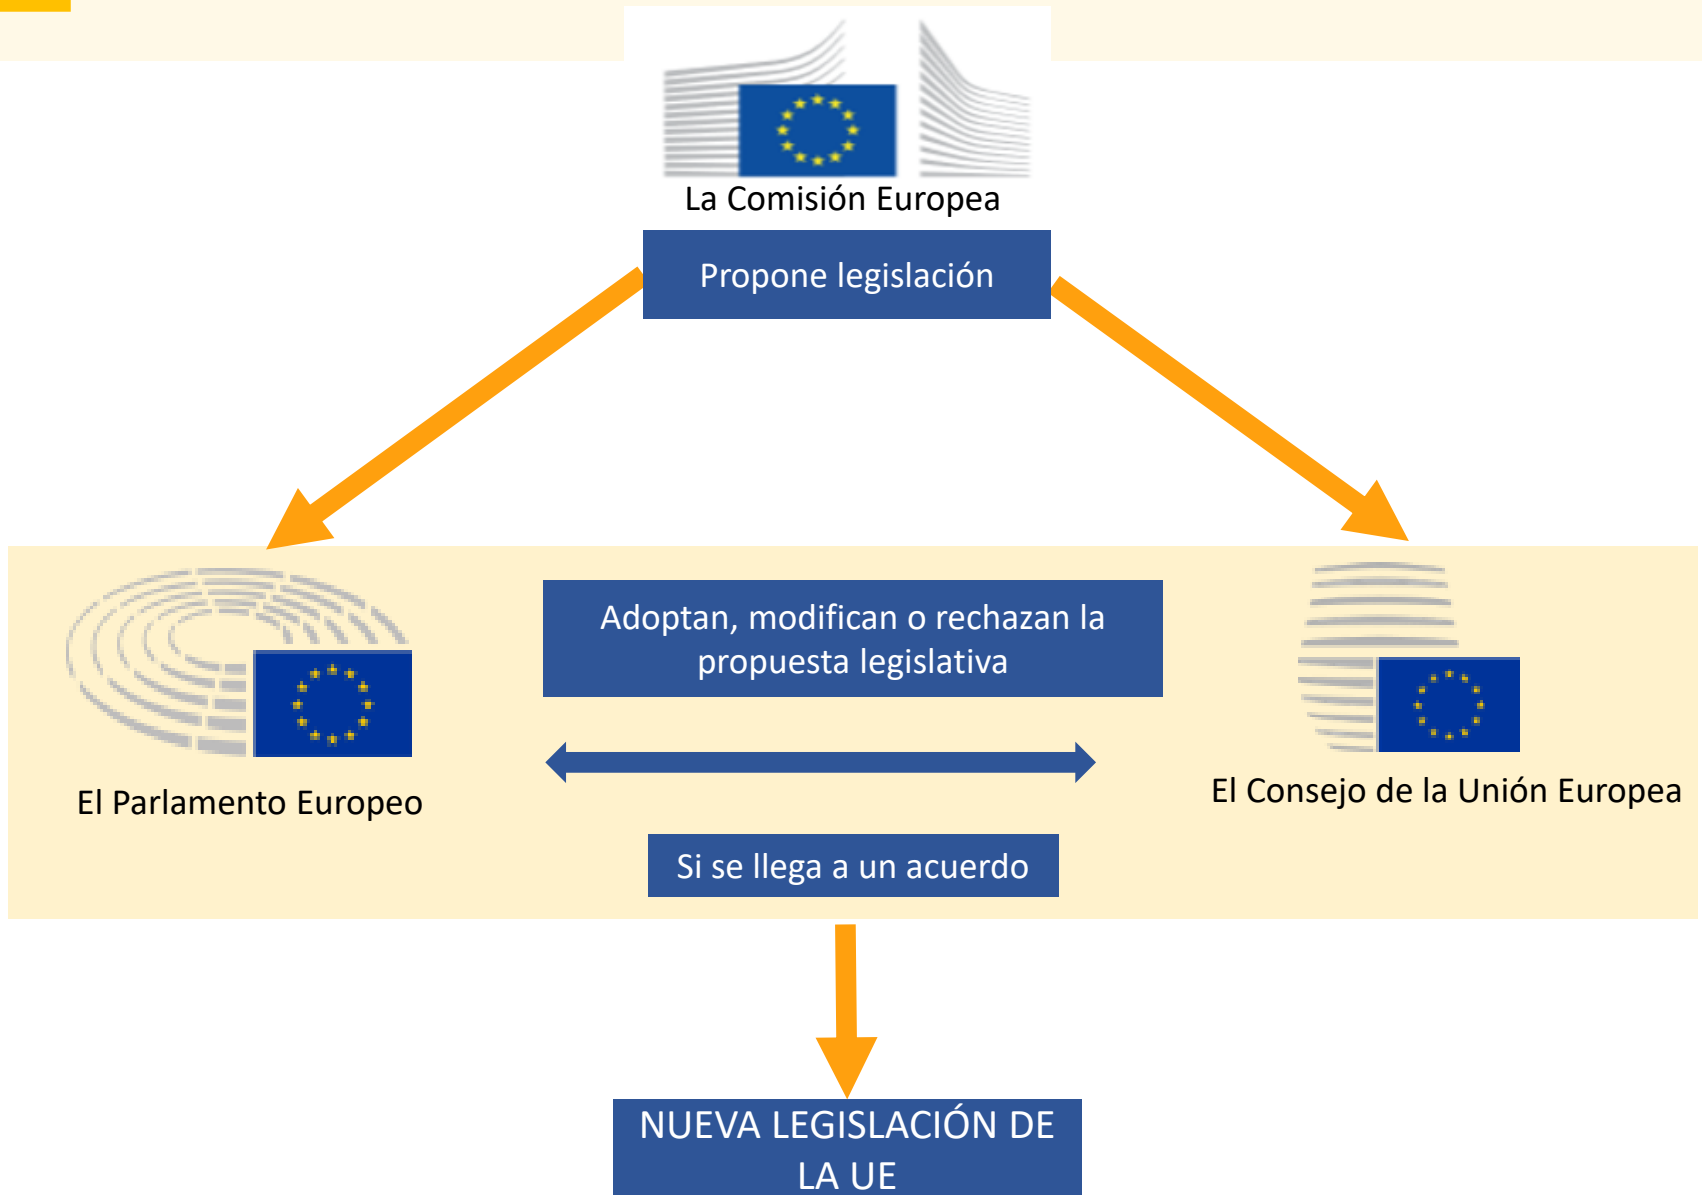 La Comisión Europea
Propone legislación
Adoptan, modifican o rechazan la
propuesta legislativa
El Parlamento Europeo
El Consejo de la Unión Europea
Si se llega a un acuerdo
NUEVA LEGISLACIÓN DE
LA UE